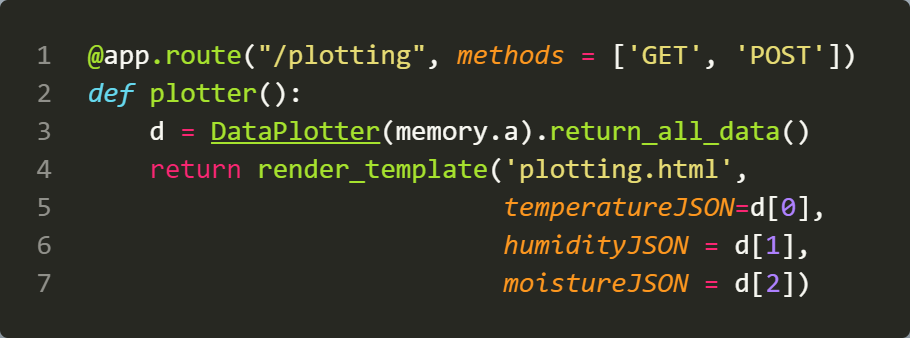 1 @app.route("/plotting", methods = ['GET', 'POST'])
2 def plotter():
3     d = DataPlotter(memory.a).return_all_data()
4     return render_template('plotting.html',
5                            temperatureJSON=d[0],
6                            humidityJSON = d[1],
7                            moistureJSON = d[2])